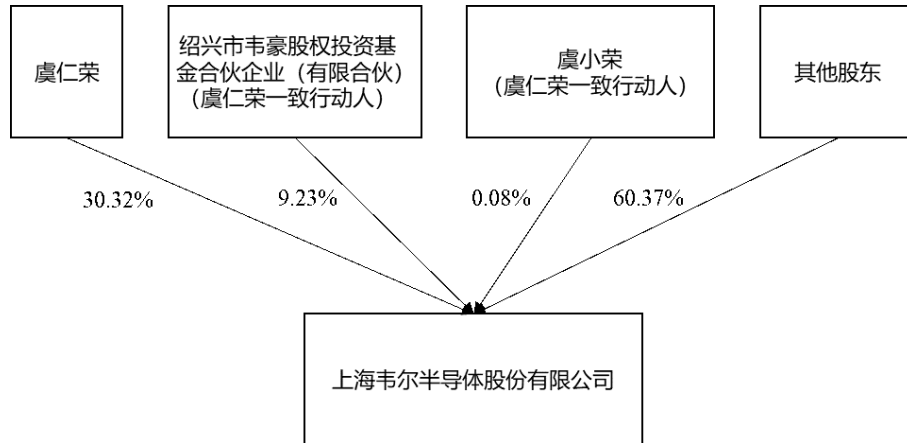 虞仁荣
绍兴市韦豪股权投资基
金合伙企业（有限合伙）
（虞仁荣一致行动人）
虞小荣
（虞仁荣一致行动人）
其他股东
30.32%
9.23%
0.08%
60.37%
上海韦尔半导体股份有限公司